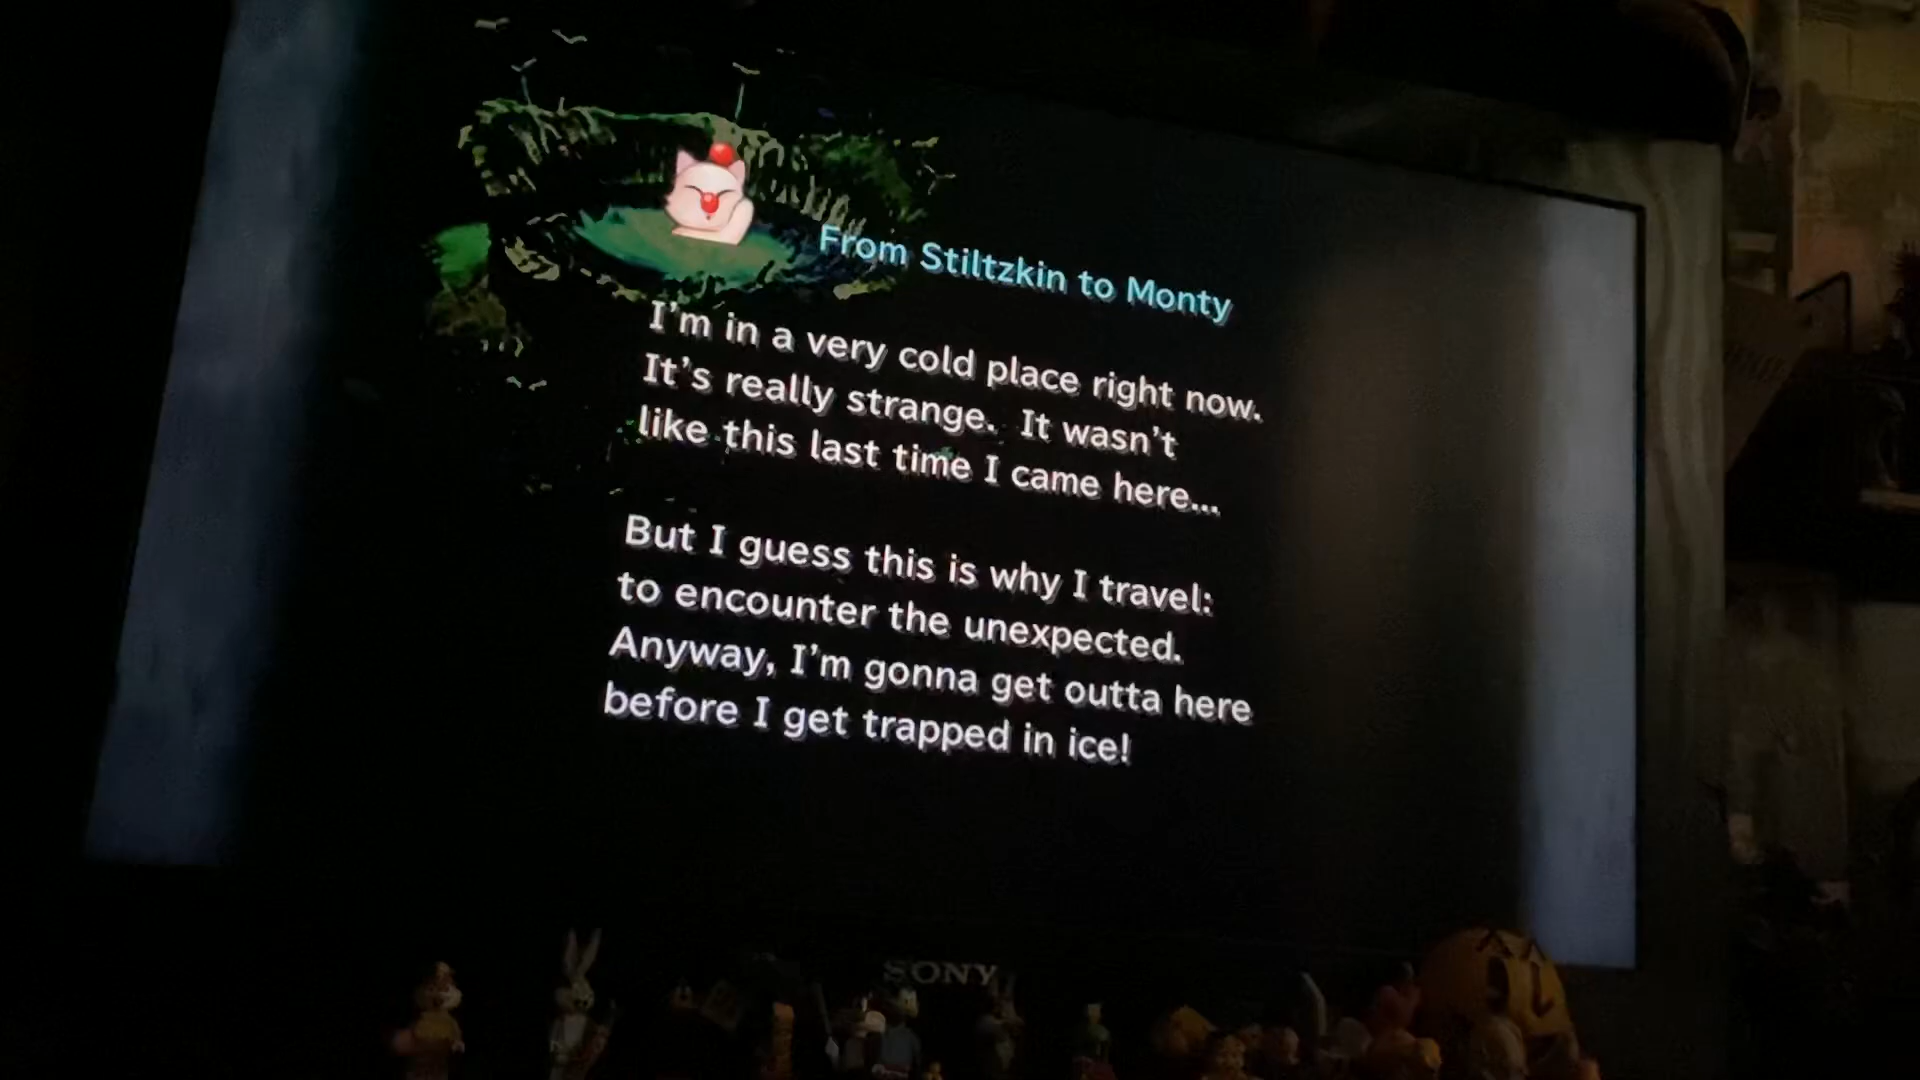 From Stiltzkin to Monty
I'm in a very cold place right now.
It's really strange. It wasn't
like this last time I came here...
But I guess this is why I travel:
to encounter the unexpected.
Anyway, I'm gonna get outta here
before I get trapped in ice!
SONY